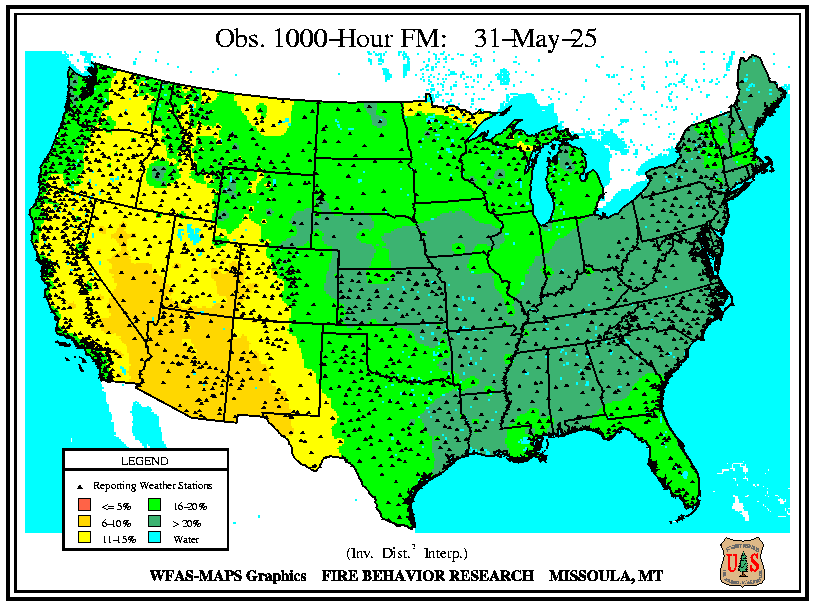 Obs. 1000-Hour FM: 31-May-25
LEGEND
Reporting Weather Stations
<= 5% 16-20%
6-10% > 20%
11-15% Water
(Inv. Dist.² Interp.)
WFAS-MAPS Graphics FIRE BEHAVIOR RESEARCH MISSOULA, MT
U S